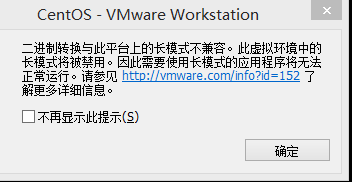 CentOS - VMware Workstation
二进制转换与此平台上的长模式不兼容。此虚拟环境中的
长模式将被禁用。因此需要使用长模式的应用程序将无法
正常运行。请参见 http://vmware.com/info?id=152 了
解更多详细信息。
不再显示此提示(S)
确定